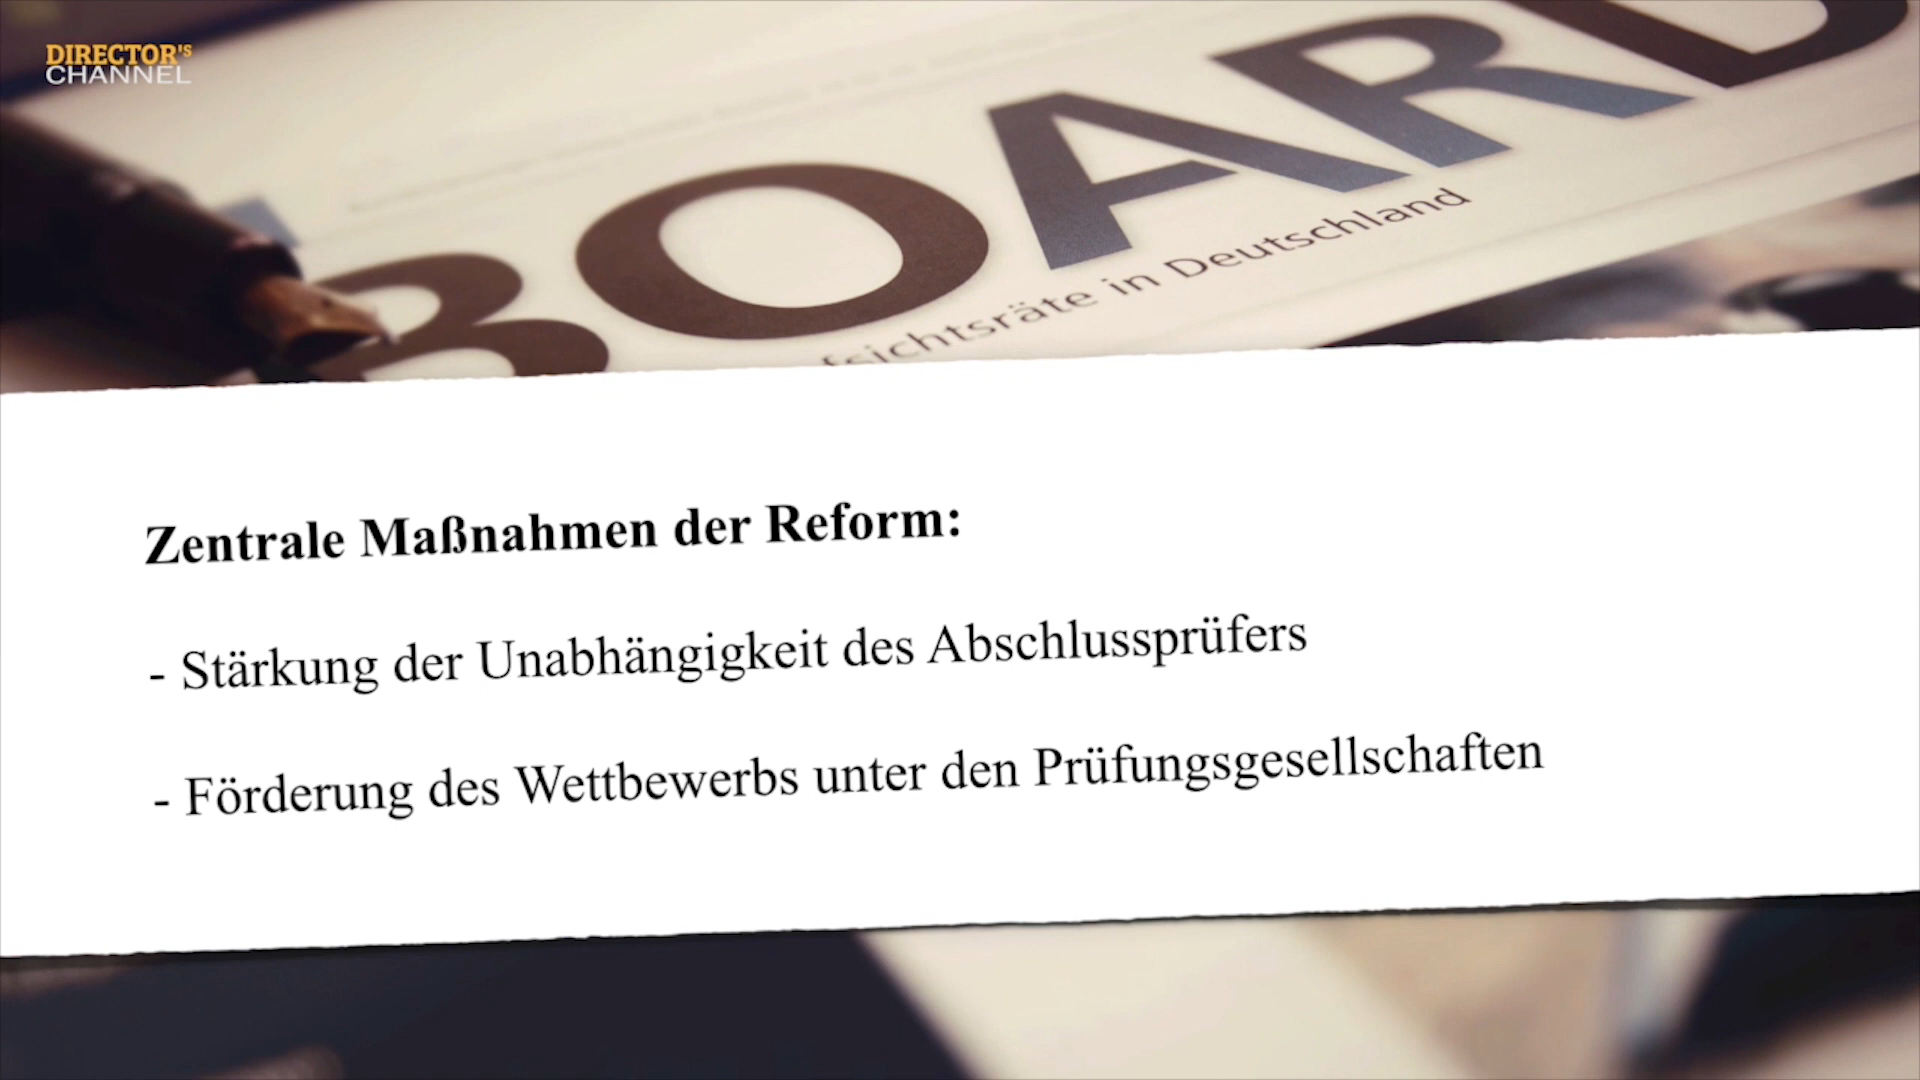 DIRECTOR'S
CHANNEL
BOARD
in Deutschland
Zentrale Maßnahmen der Reform:
- Stärkung der Unabhängigkeit des Abschlussprüfers
- Förderung des Wettbewerbs unter den Prüfungsgesellschaften